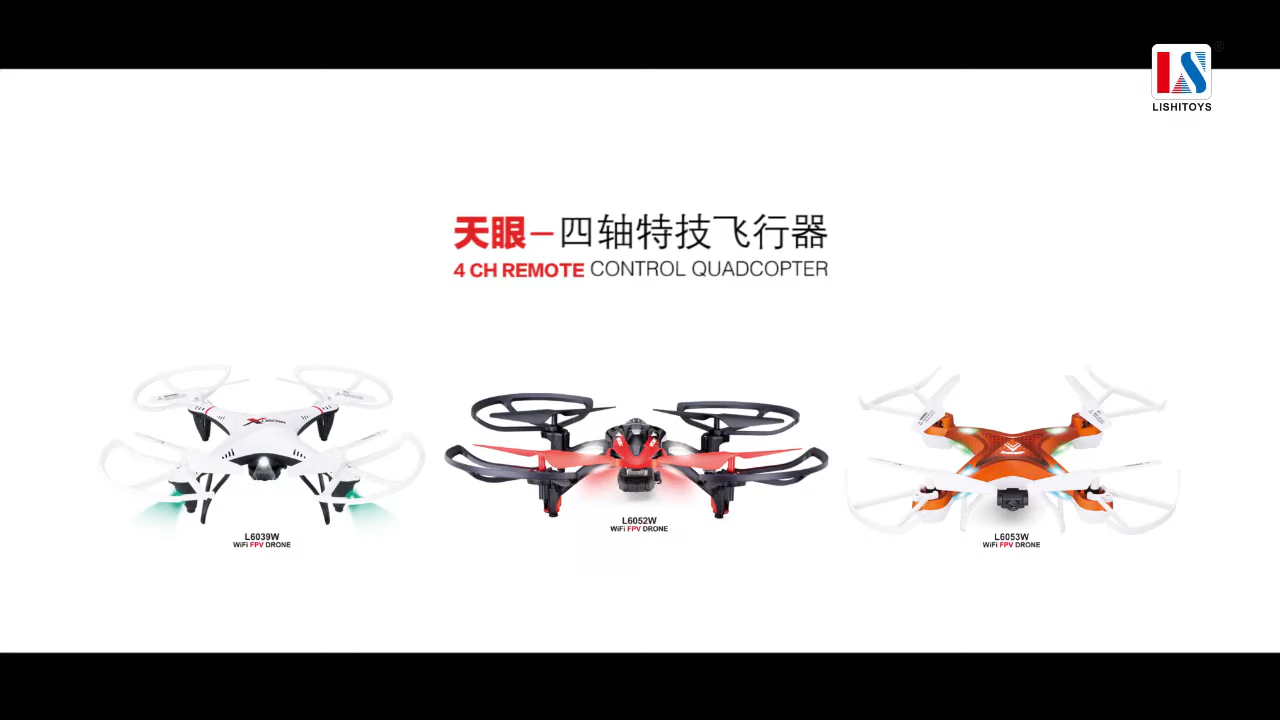 LS
LISHITOYS
天眼—四轴特技飞行器
4 CH REMOTE CONTROL QUADCOPTER
L6039W
WiFi FPV DRONE
L6052W
WiFi FPV DRONE
L6053W
WiFi FPV DRONE